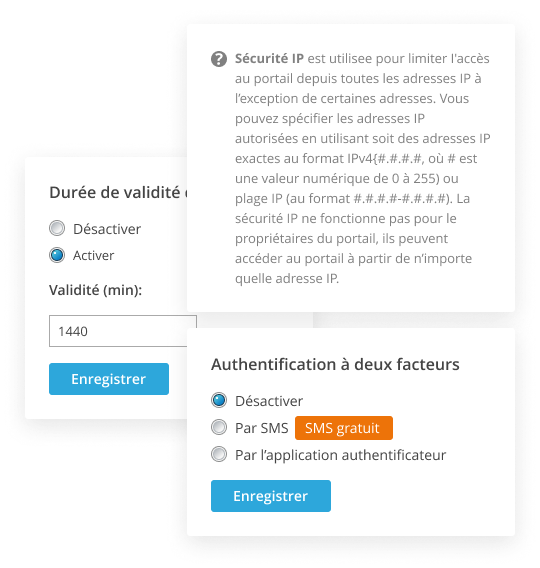 Sécurité IP est utilisee pour limiter l'accès
au portail depuis toutes les adresses IP à
l'exception de certaines adresses. Vous
pouvez spécifier les adresses IP
autorisées en utilisant soit des adresses IP
exactes au format IPv4{#.#.#.#, où # est
une valeur numérique de 0 à 255) ou
plage IP (au format #.#.#.#-#.#.#.#). La
sécurité IP ne fonctionne pas pour le
propriétaires du portail, ils peuvent
accéder au portail à partir de n'importe
quelle adresse IP.
Durée de validité
Désactiver
Activer
Validité (min):
1440
Enregistrer
Authentification à deux facteurs
Désactiver
Par SMS SMS gratuit
Par l'application authentificateur
Enregistrer